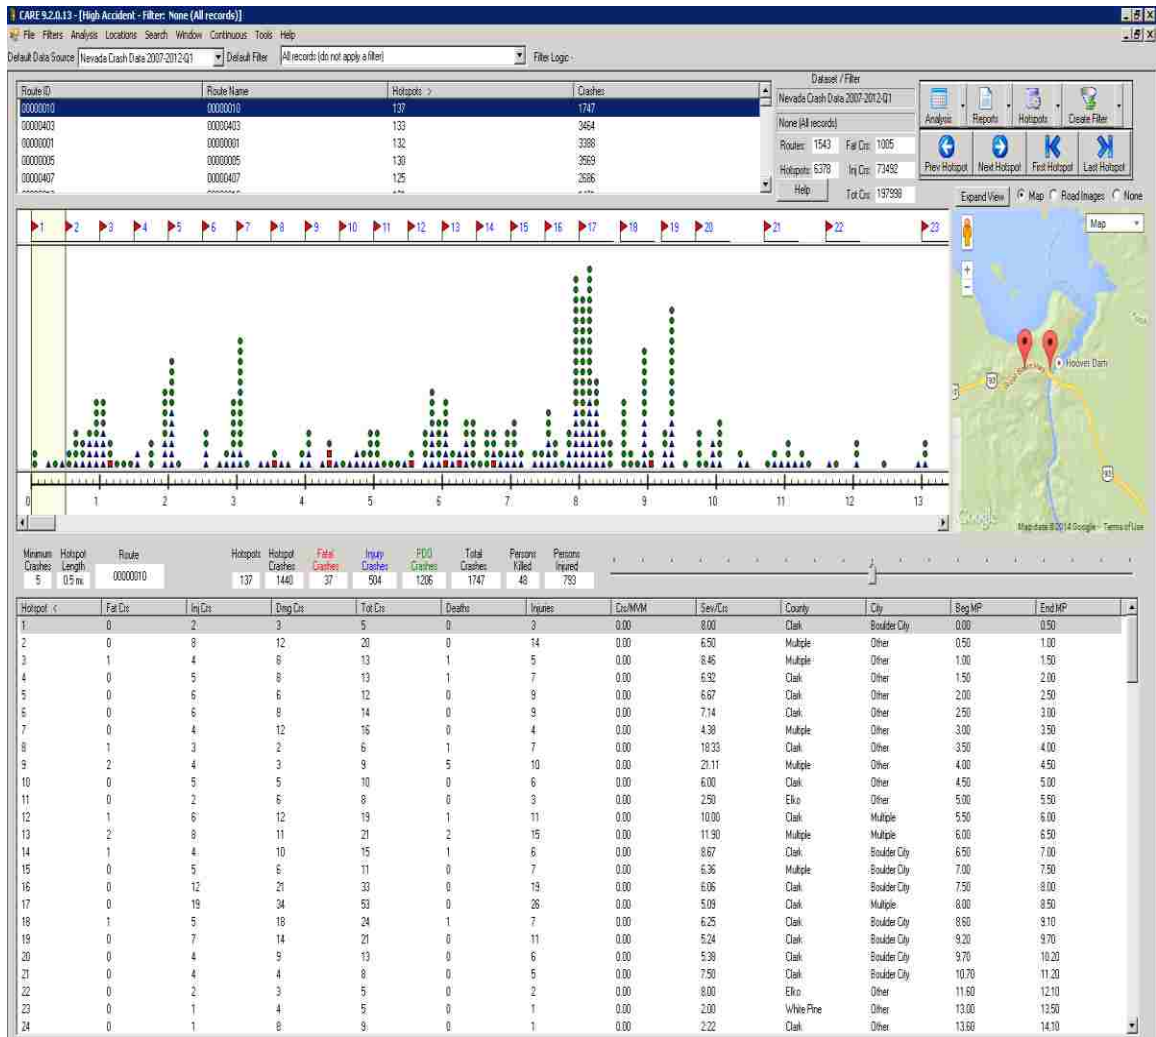 CARE 9.2.0.13 - [High Accident - Filter: None (All records)]
File Filters Analysis Locations Search Window Continuous Tools Help
Default Data Source Nevada Crash Data 2007-2012-Q1 Default Filter All records (do not apply a filter) Filter Logic -
Dataset / Filter
Route ID Route Name Hotspots > Crashes
00000010 00000010 137 1747
00000403 00000403 133 3464
00000001 00000001 132 3388
00000005 00000005 130 3569
00000407 00000407 125 2686
Nevada Crash Data 2007-2012-Q1
None (All records)
Routes: 1543 Fat Crs: 1005
Hotspots: 6378 Inj Crs: 73492
Help Tot Crs: 197998
Analysis Reports Hotspots Create Filter
Prev Hotspot Next Hotspot First Hotspot Last Hotspot
Expand View Map Road Images None
1 2 3 4 5 6 7 8 9 10 11 12 13 14 15 16 17 18 19 20 21 22 23
Map
+
-
Hoover Dam
93
93
Google
Map data ©2014 Google - Terms of Use
0 1 2 3 4 5 6 7 8 9 10 11 12 13
Minimum Crashes 5
Hotspot Length 0.5 mi.
Route 00000010
Hotspots 137
Hotspot Crashes 1440
Fatal Crashes 37
Injury Crashes 504
PDO Crashes 1206
Total Crashes 1747
Persons Killed 48
Persons Injured 793
Hotspot < Fat Crs Inj Crs Dmg Crs Tot Crs Deaths Injuries Crs/MVM Sev/Crs County City Beg MP End MP
1 0 2 3 5 0 3 0.00 8.00 Clark Boulder City 0.00 0.50
2 0 8 12 20 0 14 0.00 6.50 Multiple Other 0.50 1.00
3 1 4 8 13 1 5 0.00 8.46 Multiple Other 1.00 1.50
4 0 5 8 13 1 7 0.00 6.92 Clark Other 1.50 2.00
5 0 6 6 12 0 9 0.00 6.67 Clark Other 2.00 2.50
6 0 6 8 14 0 9 0.00 7.14 Clark Other 2.50 3.00
7 0 4 12 16 0 4 0.00 4.38 Multiple Other 3.00 3.50
8 1 3 2 6 1 7 0.00 18.33 Clark Other 3.50 4.00
9 2 4 3 9 5 10 0.00 21.11 Multiple Other 4.00 4.50
10 0 5 5 10 0 6 0.00 6.00 Clark Other 4.50 5.00
11 0 2 6 8 0 3 0.00 2.50 Elko Other 5.00 5.50
12 1 6 12 19 1 11 0.00 10.00 Clark Multiple 5.50 6.00
13 2 8 11 21 2 15 0.00 11.90 Multiple Multiple 6.00 6.50
14 1 4 10 15 1 6 0.00 8.67 Clark Boulder City 6.50 7.00
15 0 5 6 11 0 7 0.00 6.36 Multiple Boulder City 7.00 7.50
16 0 12 21 33 0 19 0.00 6.06 Clark Boulder City 7.50 8.00
17 0 19 34 53 0 26 0.00 5.09 Clark Multiple 8.00 8.50
18 1 5 18 24 1 7 0.00 6.25 Clark Boulder City 8.60 9.10
19 0 7 14 21 0 11 0.00 5.24 Clark Boulder City 9.20 9.70
20 0 4 9 13 0 6 0.00 5.38 Clark Boulder City 9.70 10.20
21 0 4 4 8 0 5 0.00 7.50 Clark Boulder City 10.70 11.20
22 0 2 3 5 0 2 0.00 8.00 Elko Other 11.60 12.10
23 0 1 4 5 0 1 0.00 2.00 White Pine Other 13.00 13.50
24 0 1 8 9 0 1 0.00 2.22 Clark Other 13.60 14.10